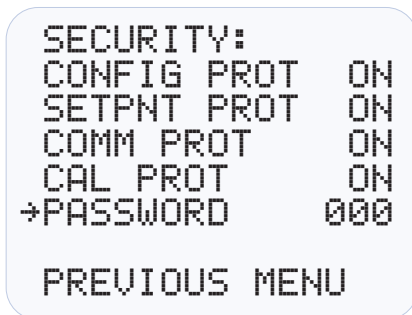 SECURITY:
CONFIG PROT ON
SETPNT PROT ON
COMM PROT ON
CAL PROT ON
→PASSWORD 000
PREVIOUS MENU